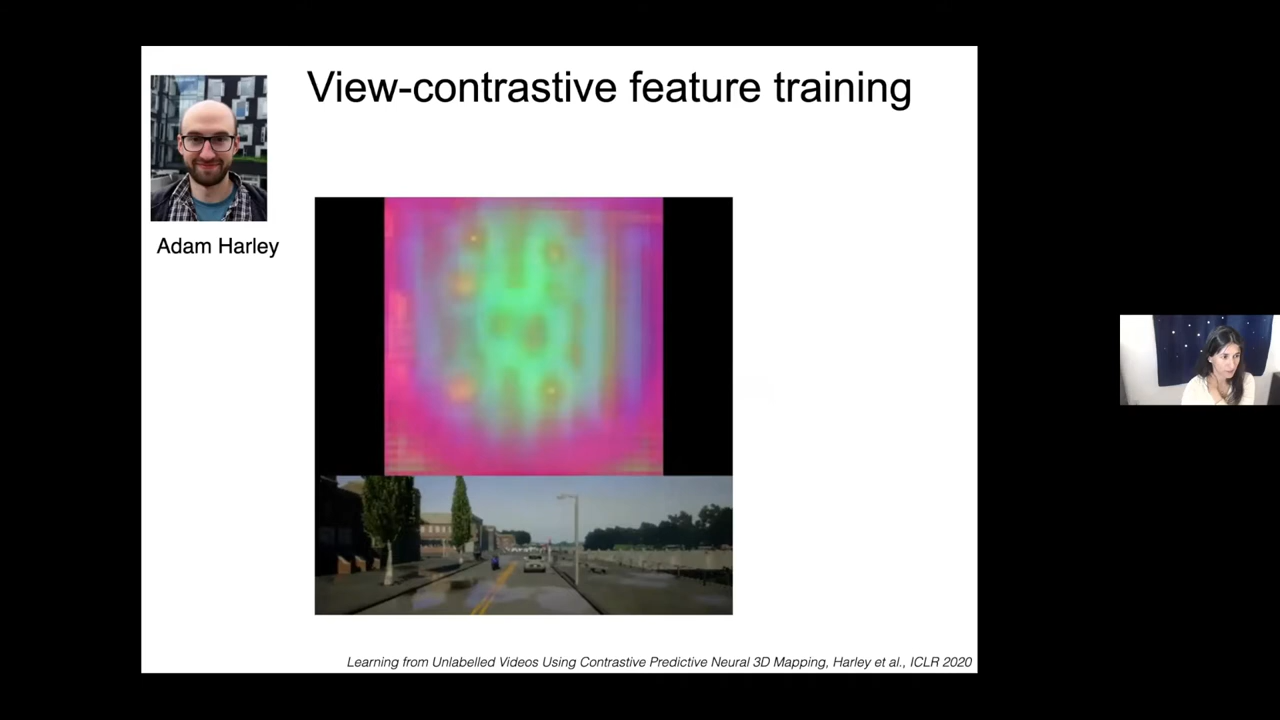 View-contrastive feature training
Adam Harley
Learning from Unlabelled Videos Using Contrastive Predictive Neural 3D Mapping, Harley et al., ICLR 2020